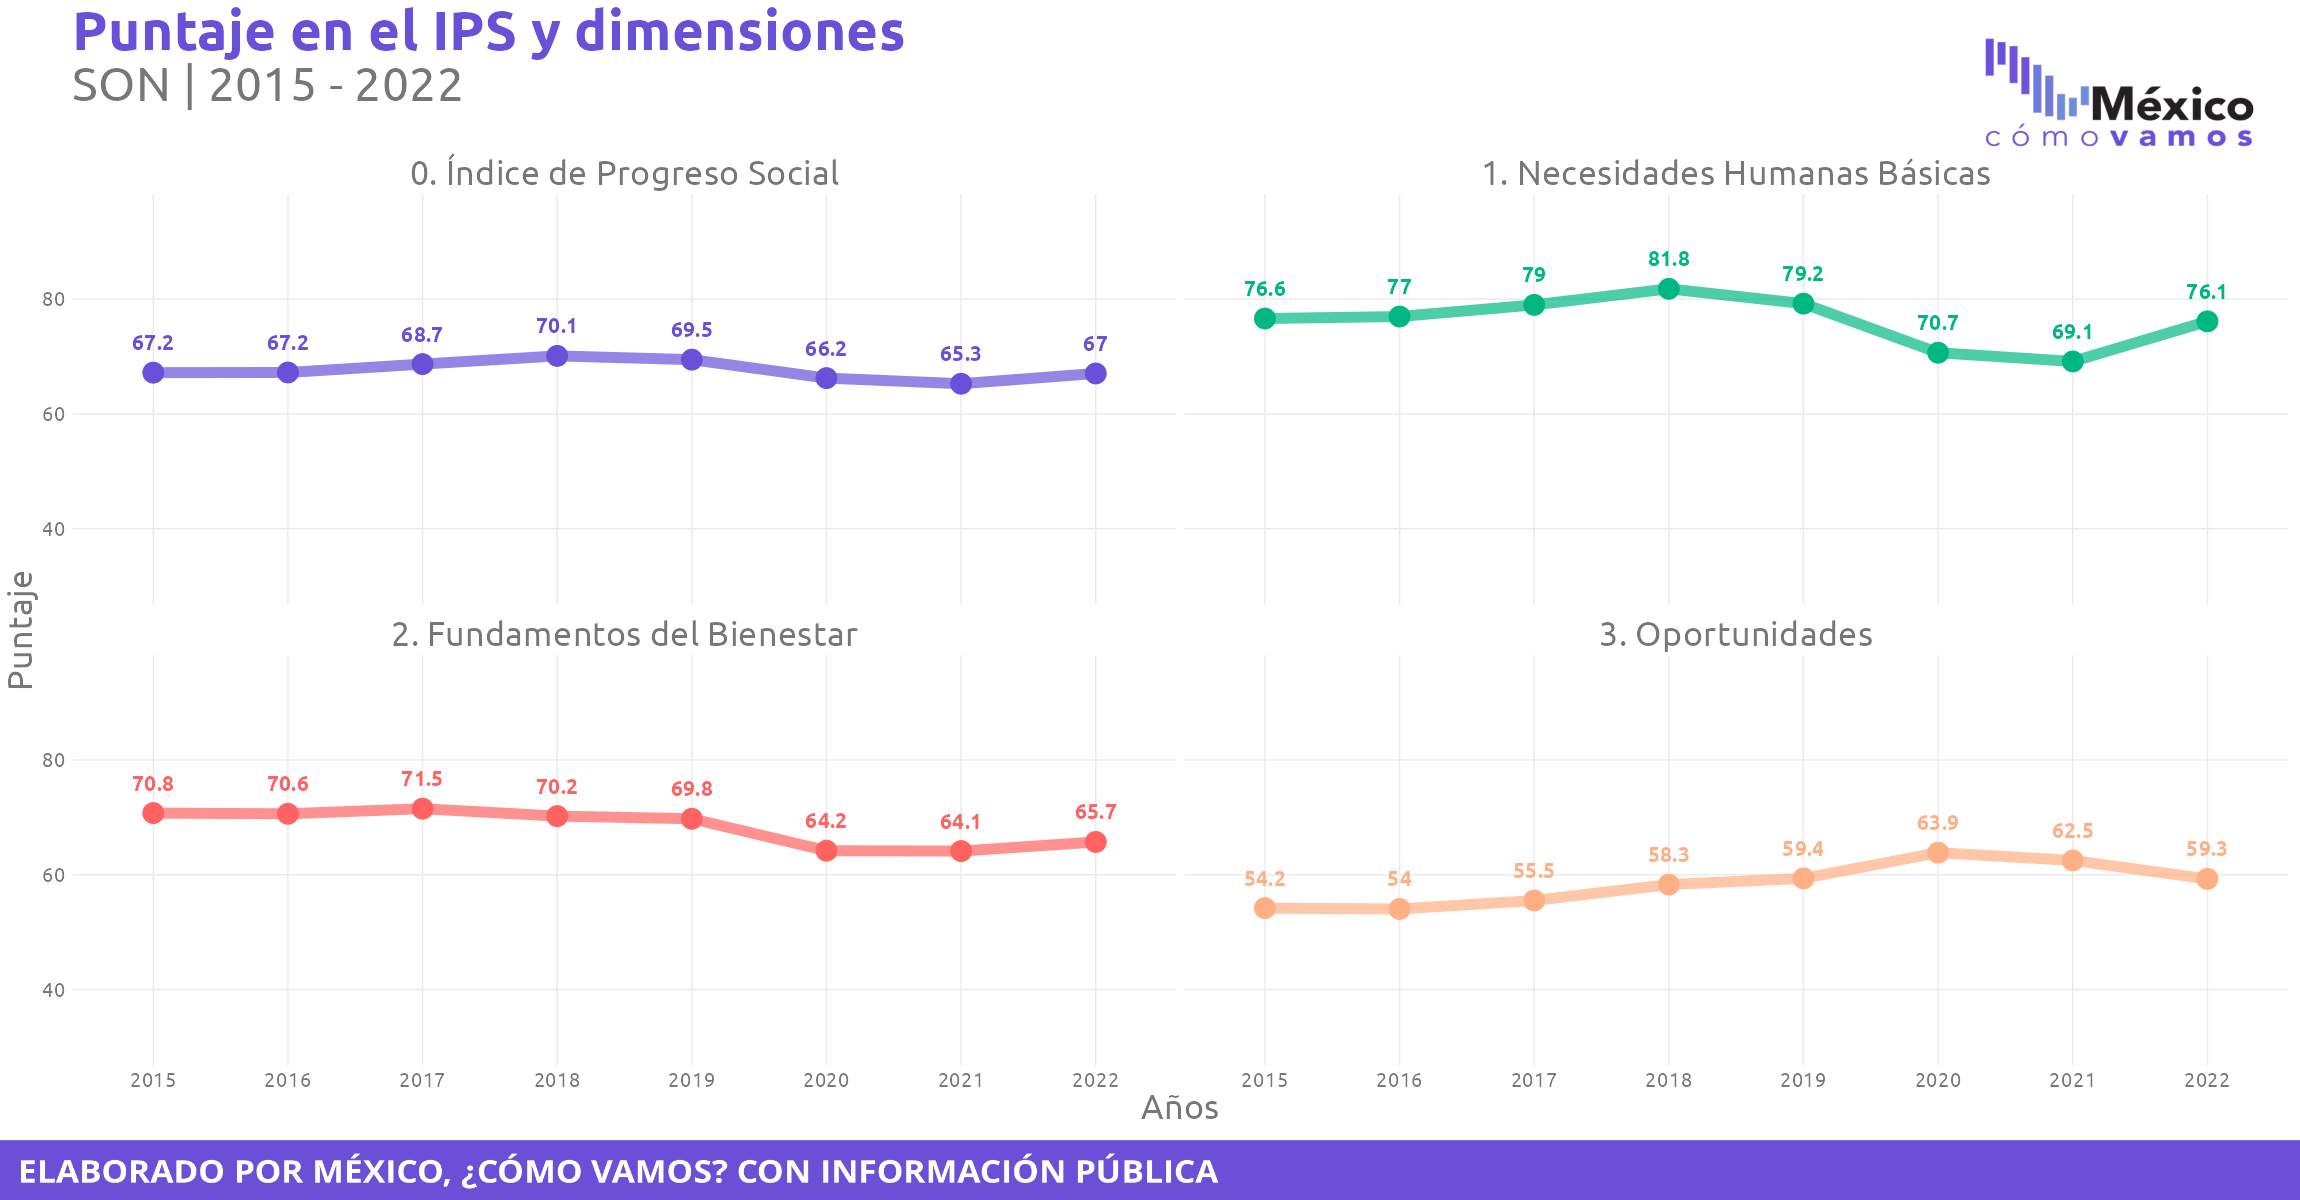 Puntaje en el IPS y dimensiones
SON | 2015 - 2022
México
cómovamos
0. Índice de Progreso Social
1. Necesidades Humanas Básicas
80
60
40
67.2
67.2
68.7
70.1
69.5
66.2
65.3
67
76.6
77
79
81.8
79.2
70.7
69.1
76.1
Puntaje
2. Fundamentos del Bienestar
3. Oportunidades
80
60
40
70.8
70.6
71.5
70.2
69.8
64.2
64.1
65.7
54.2
54
55.5
58.3
59.4
63.9
62.5
59.3
2015 2016 2017 2018 2019 2020 2021 2022
2015 2016 2017 2018 2019 2020 2021 2022
Años
ELABORADO POR MÉXICO, ¿CÓMO VAMOS? CON INFORMACIÓN PÚBLICA